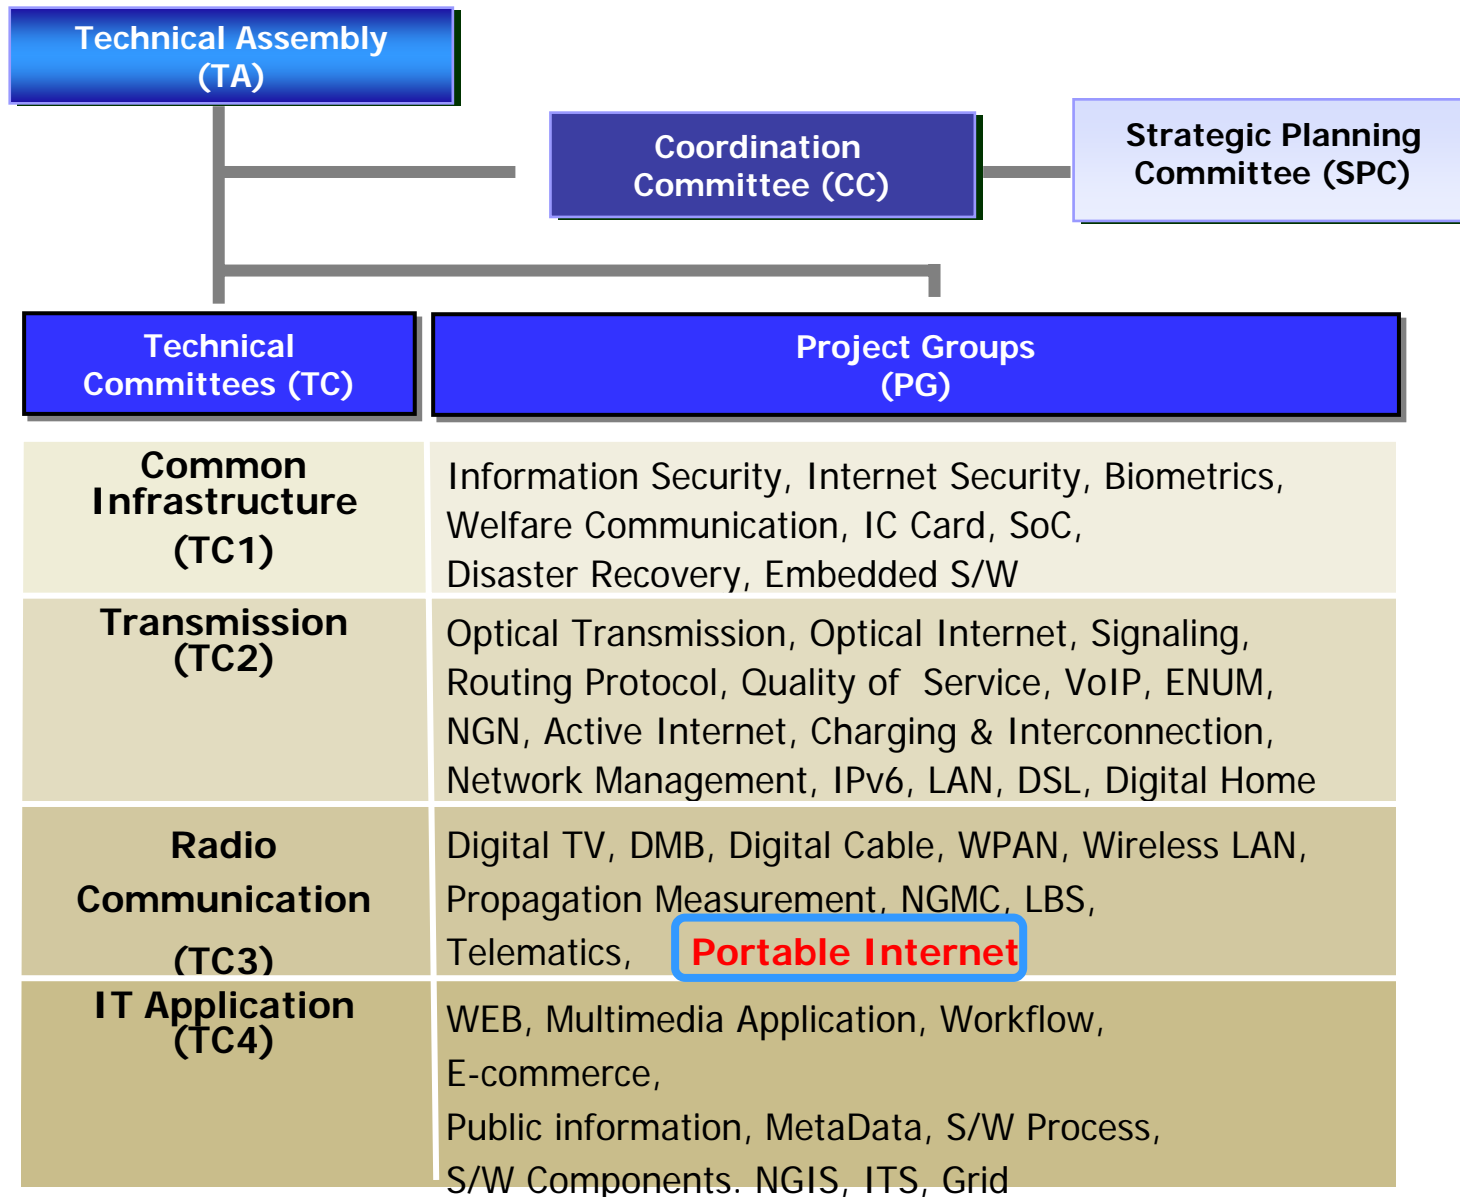 Technical Assembly
(TA)
Coordination
Committee (CC)
Strategic Planning
Committee (SPC)
Technical
Committees (TC)
Project Groups
(PG)
Common
Infrastructure
(TC1)
Information Security, Internet Security, Biometrics,
Welfare Communication, IC Card, SoC,
Disaster Recovery, Embedded S/W
Transmission
(TC2)
Optical Transmission, Optical Internet, Signaling,
Routing Protocol, Quality of Service, VoIP, ENUM,
NGN, Active Internet, Charging & Interconnection,
Network Management, IPv6, LAN, DSL, Digital Home
Radio
Communication
(TC3)
Digital TV, DMB, Digital Cable, WPAN, Wireless LAN,
Propagation Measurement, NGMC, LBS,
Telematics, Portable Internet
IT Application
(TC4)
WEB, Multimedia Application, Workflow,
E-commerce,
Public information, MetaData, S/W Process,
S/W Components. NGIS, ITS, Grid